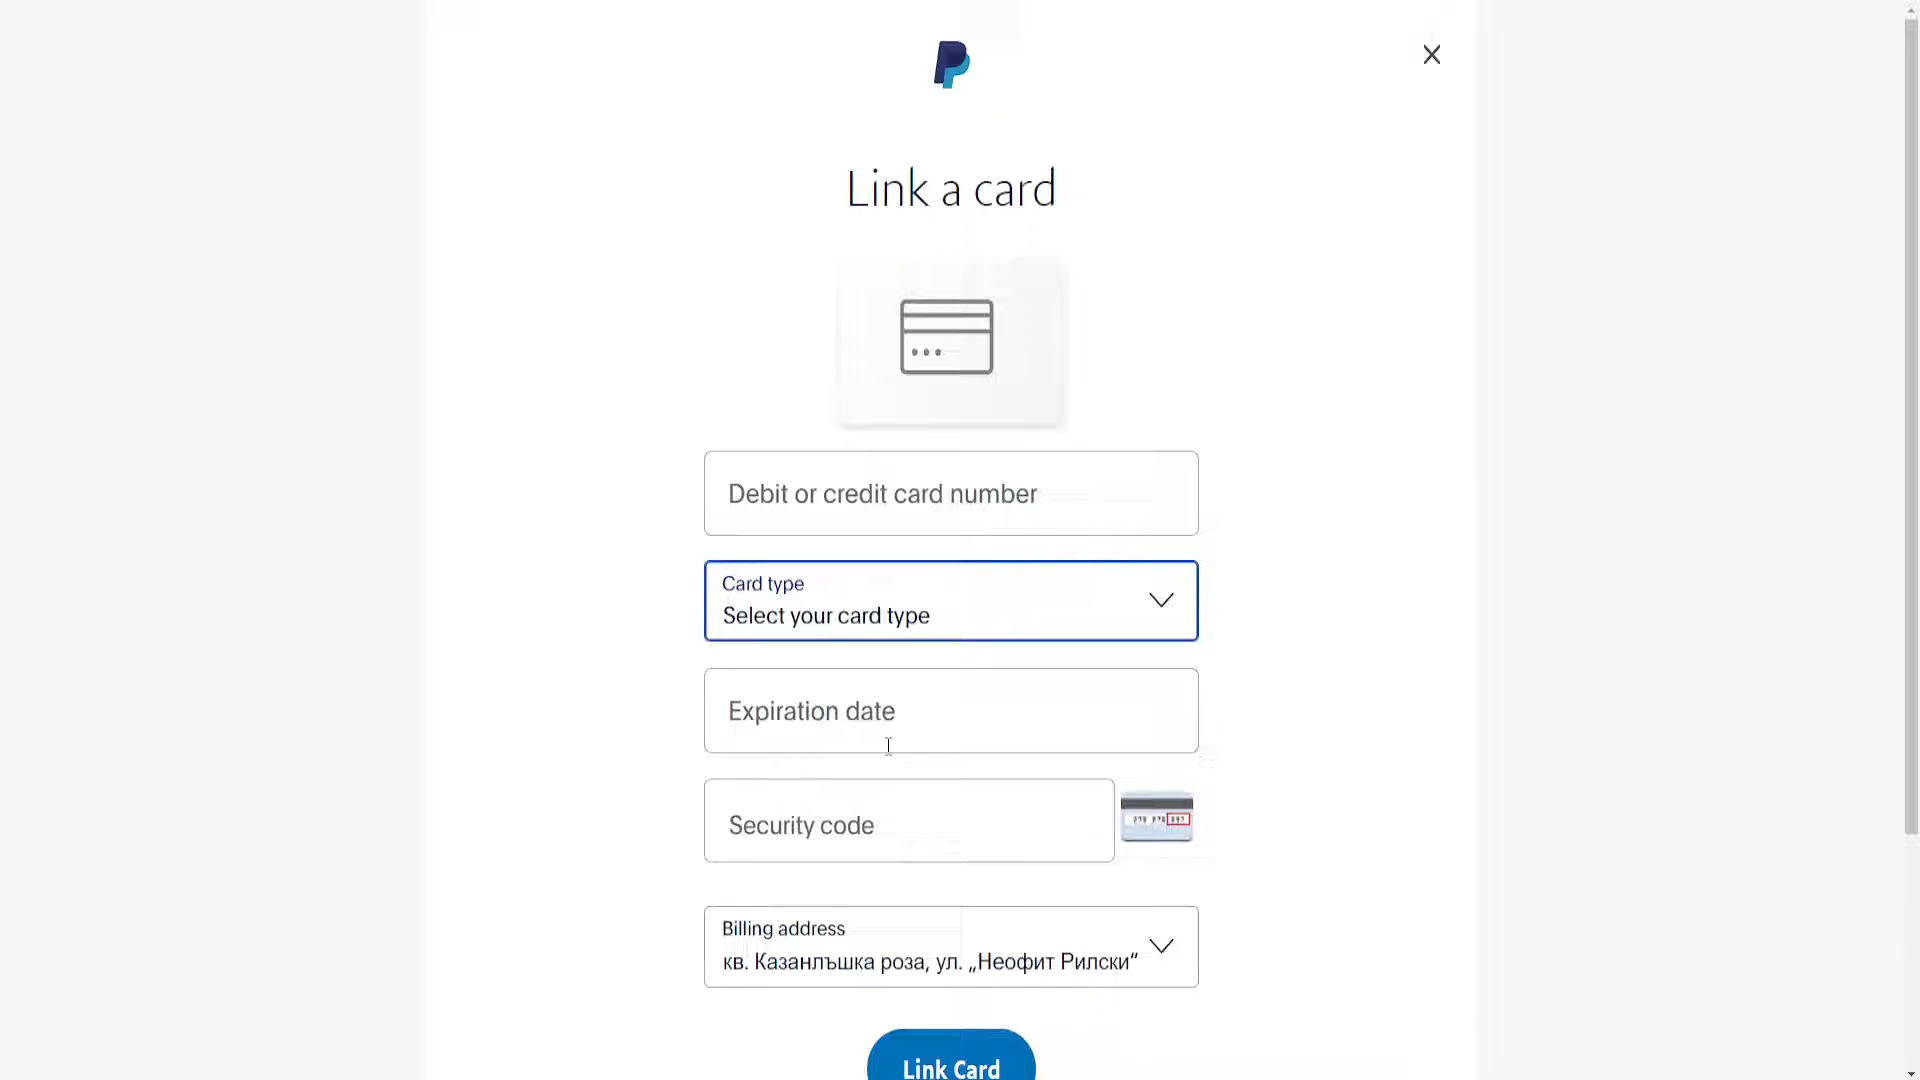 Link a card
Debit or credit card number
Card type
Select your card type
Expiration date
Security code
Billing address
кв. Казанлъшка роза, ул. „Неофит Рилски“
Link Card